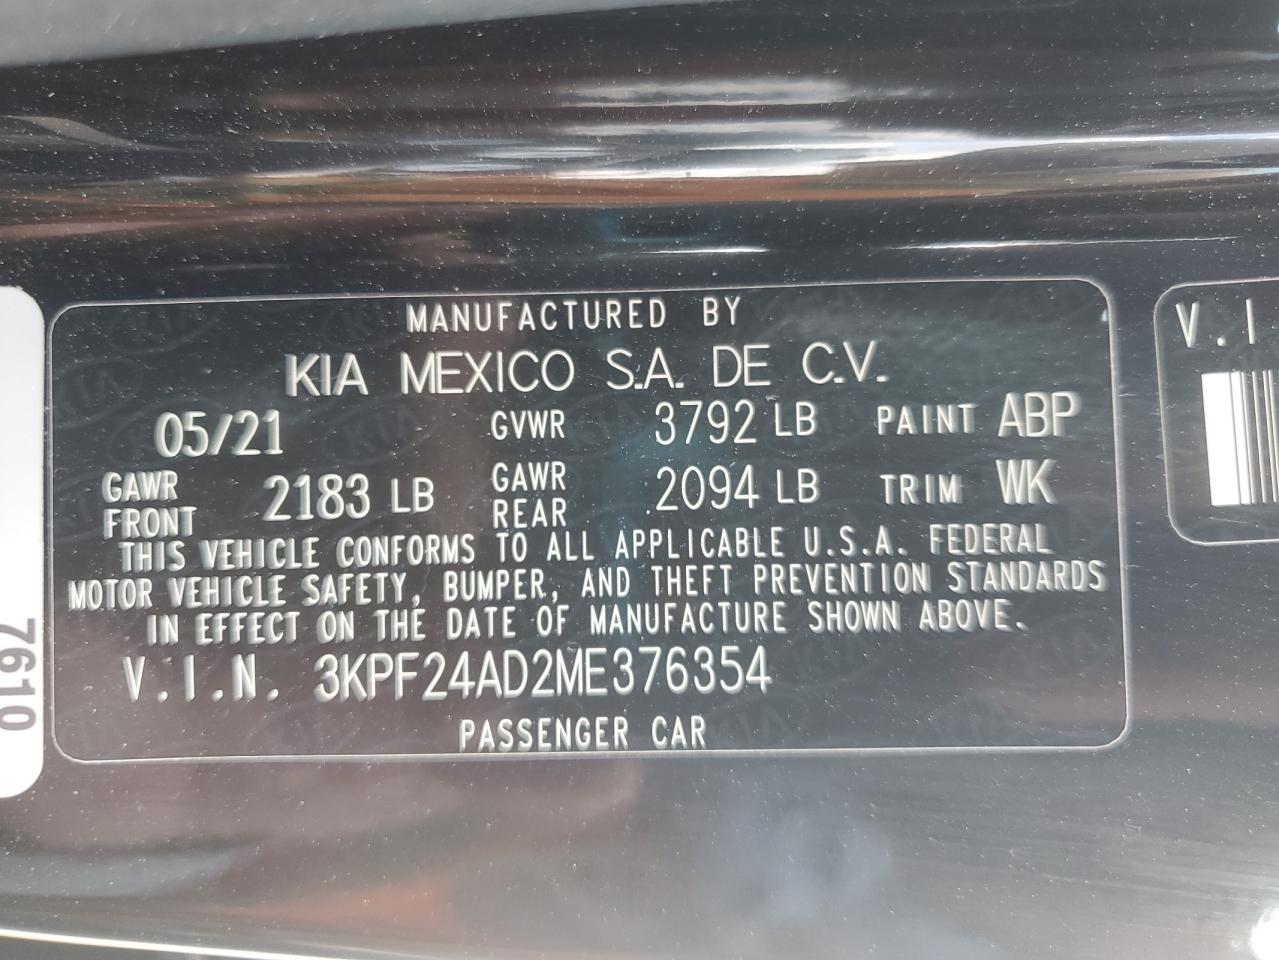 MANUFACTURED BY
KIA MEXICO S.A. DE C.V.
05/21 GVWR 3792 LB PAINT ABP
GAWR FRONT 2183 LB GAWR REAR 2094 LB TRIM WK
THIS VEHICLE CONFORMS TO ALL APPLICABLE U.S.A. FEDERAL
MOTOR VEHICLE SAFETY, BUMPER, AND THEFT PREVENTION STANDARDS
IN EFFECT ON THE DATE OF MANUFACTURE SHOWN ABOVE.
V.I.N. 3KPF24AD2ME376354
PASSENGER CAR
V.I
7610